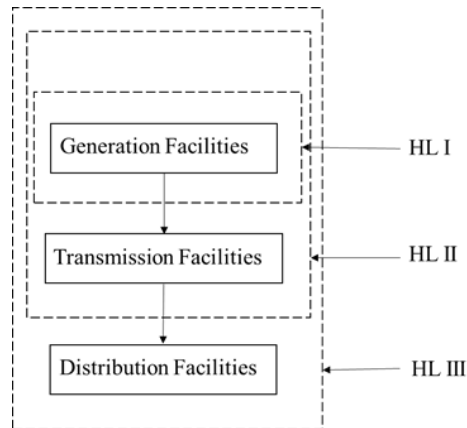 Generation Facilities
HL I
Transmission Facilities
HL II
Distribution Facilities
HL III